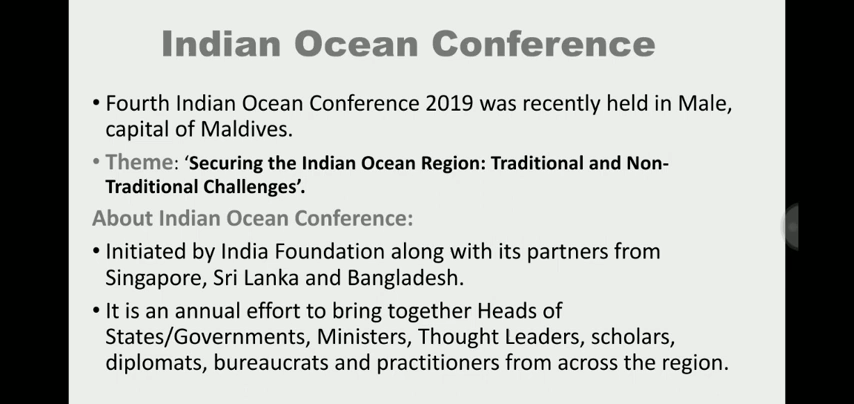 Indian Ocean Conference
• Fourth Indian Ocean Conference 2019 was recently held in Male,
capital of Maldives.
• Theme: ‘Securing the Indian Ocean Region: Traditional and Non-
Traditional Challenges’.
About Indian Ocean Conference:
• Initiated by India Foundation along with its partners from
Singapore, Sri Lanka and Bangladesh.
• It is an annual effort to bring together Heads of
States/Governments, Ministers, Thought Leaders, scholars,
diplomats, bureaucrats and practitioners from across the region.